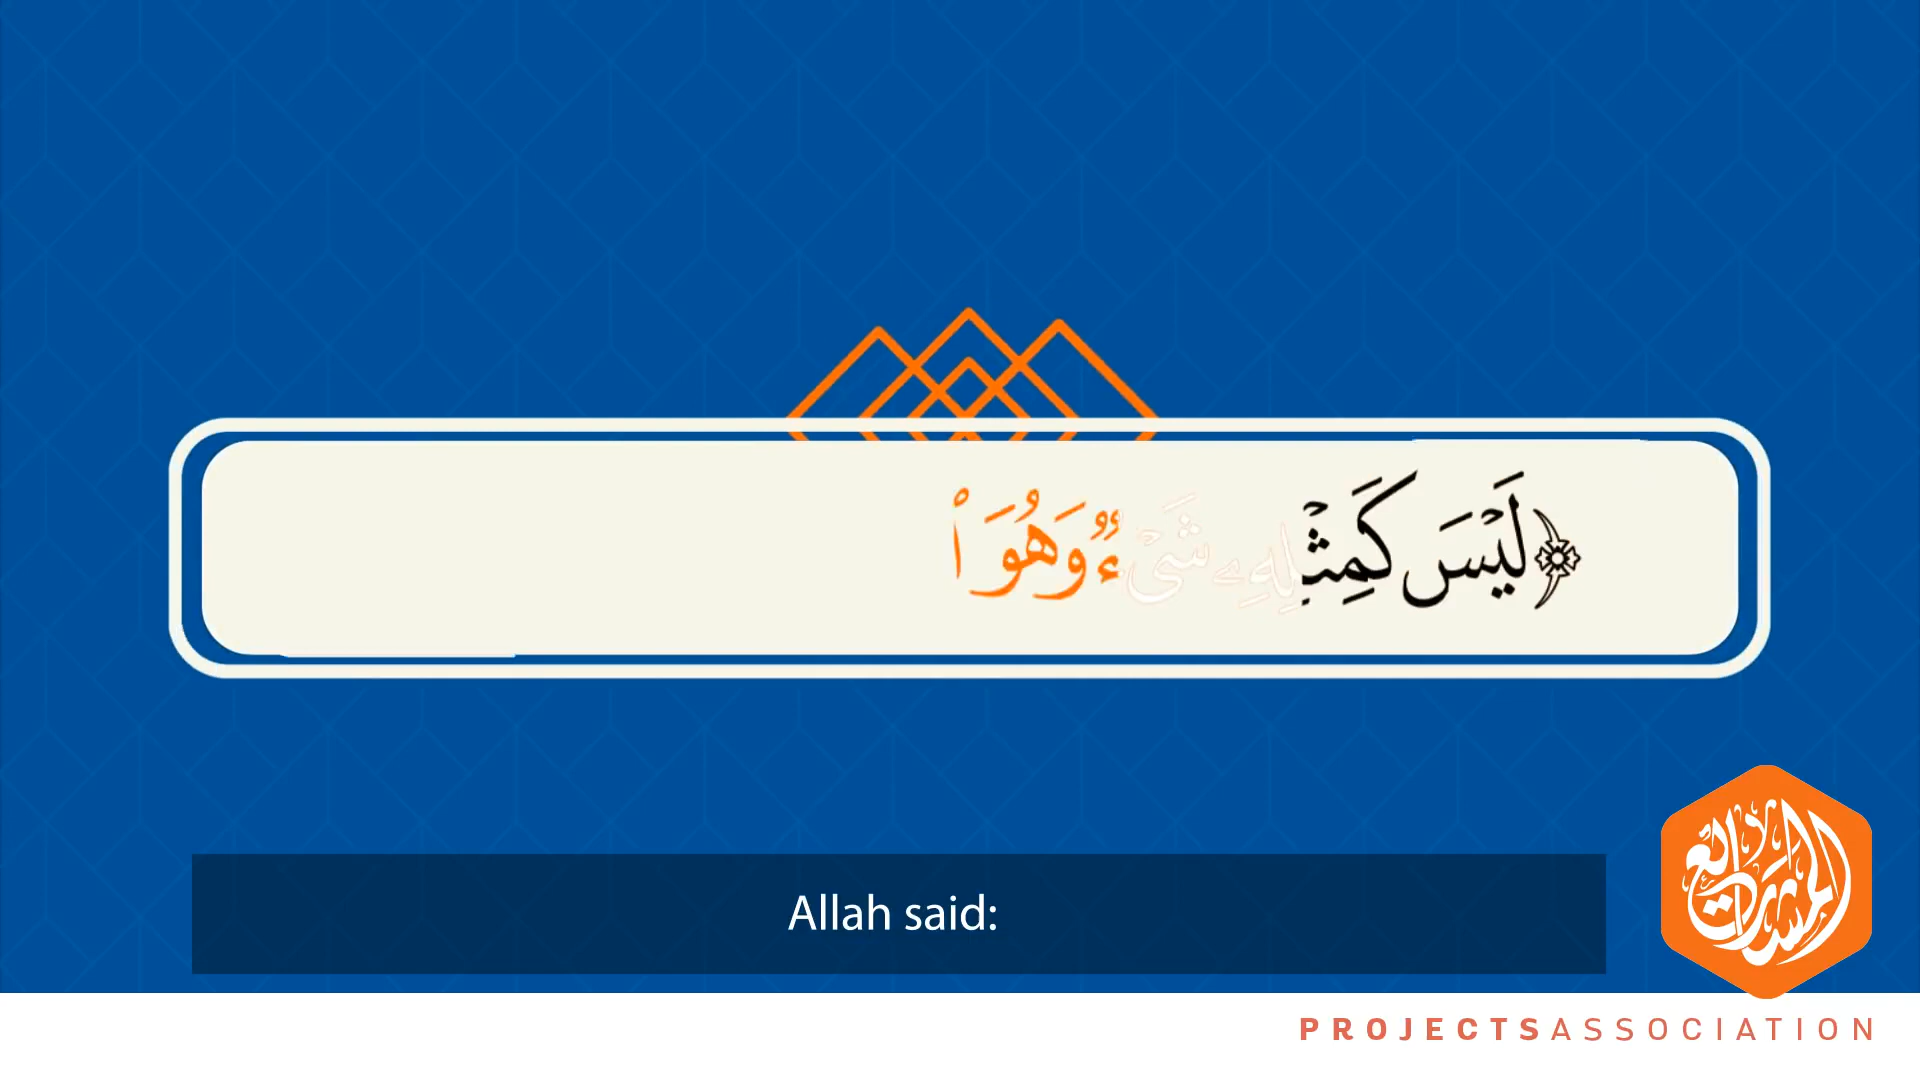 ﴿لَيْسَ كَمِثْلِهِۦ شَىْءٌ وَهُوَ ٱ
Allah said:
PROJECTSASSOCIATION